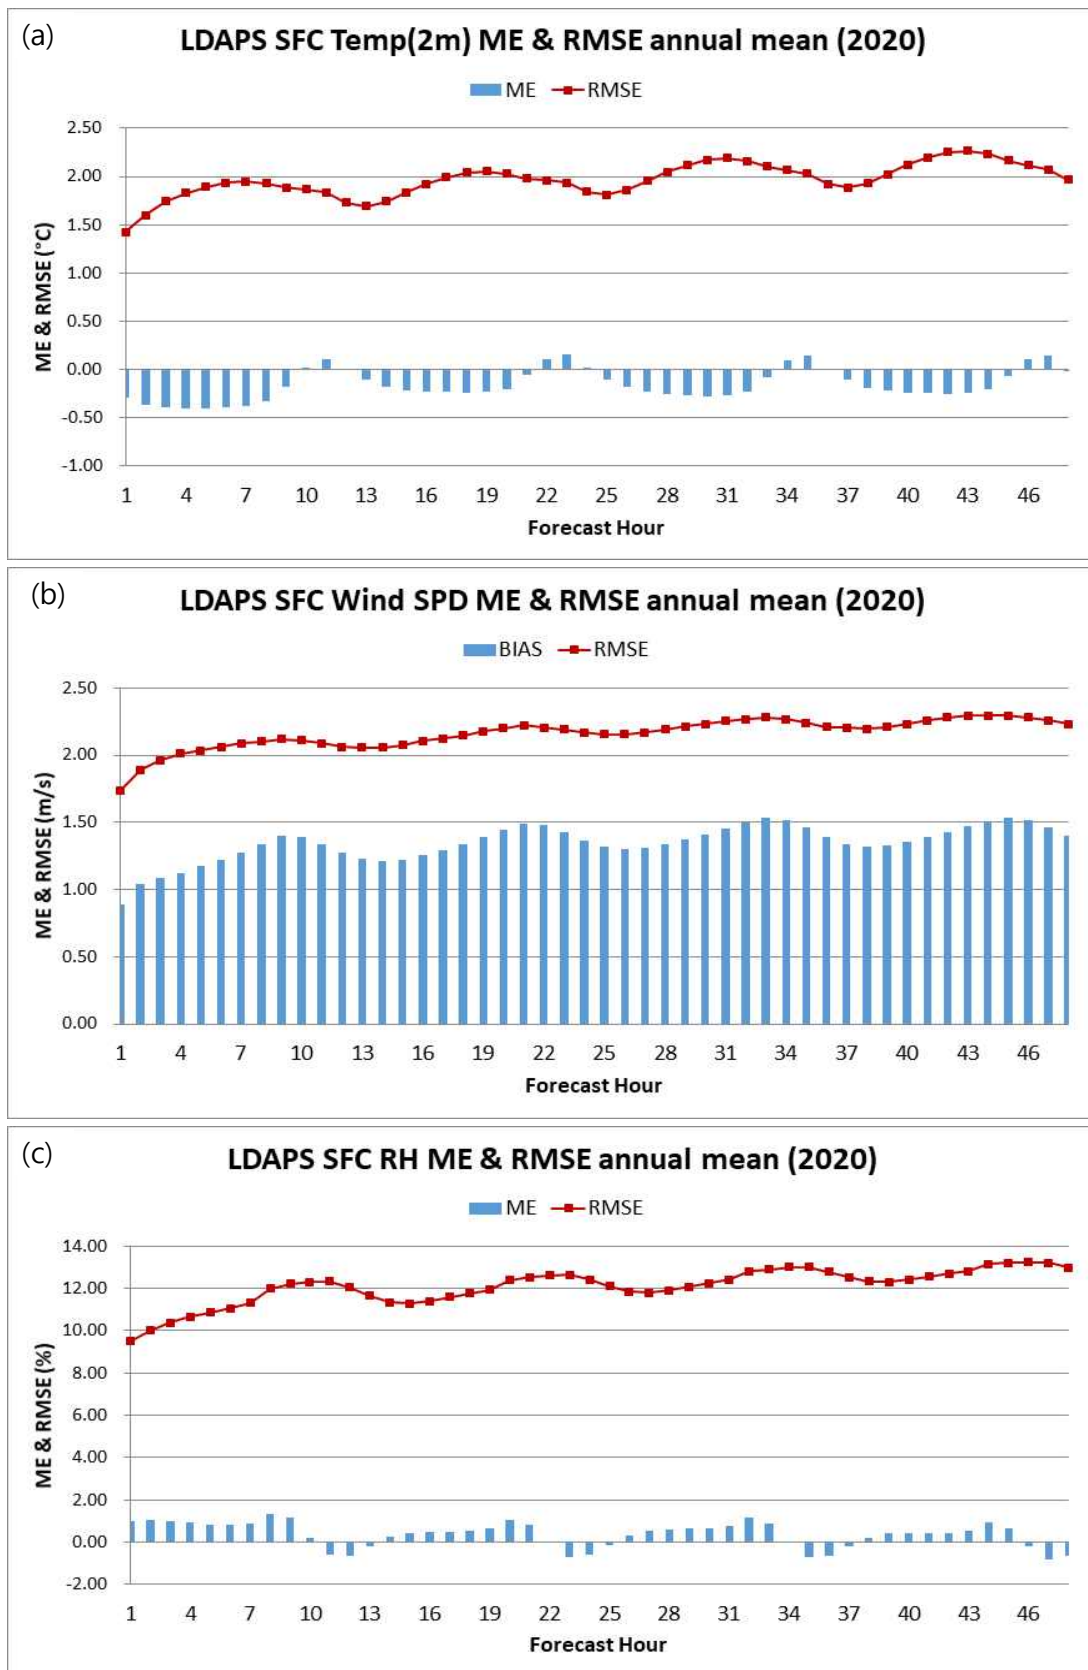 (a)
LDAPS SFC Temp(2m) ME & RMSE annual mean (2020)
ME RMSE
2.50
2.00
1.50
1.00
0.50
0.00
-0.50
-1.00
ME & RMSE (°C)
1 4 7 10 13 16 19 22 25 28 31 34 37 40 43 46
Forecast Hour
(b)
LDAPS SFC Wind SPD ME & RMSE annual mean (2020)
BIAS RMSE
2.50
2.00
1.50
1.00
0.50
0.00
ME & RMSE (m/s)
1 4 7 10 13 16 19 22 25 28 31 34 37 40 43 46
Forecast Hour
(c)
LDAPS SFC RH ME & RMSE annual mean (2020)
ME RMSE
14.00
12.00
10.00
8.00
6.00
4.00
2.00
0.00
-2.00
ME & RMSE (%)
1 4 7 10 13 16 19 22 25 28 31 34 37 40 43 46
Forecast Hour